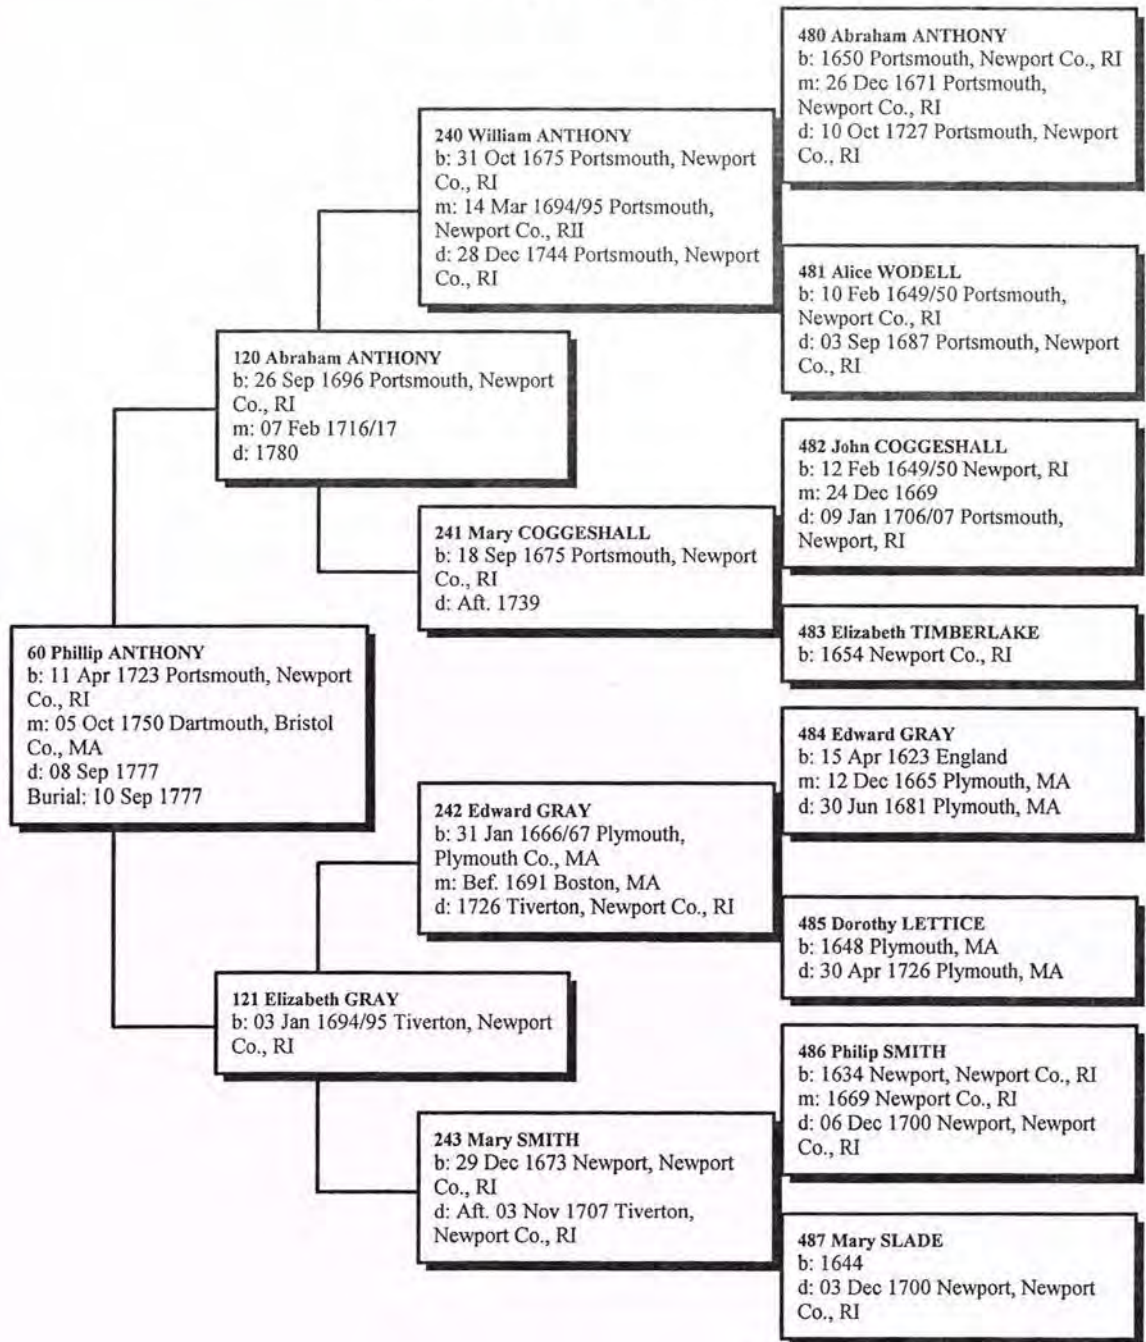 480 Abraham ANTHONY
b: 1650 Portsmouth, Newport Co., RI
m: 26 Dec 1671 Portsmouth,
Newport Co., RI
d: 10 Oct 1727 Portsmouth, Newport
Co., RI
240 William ANTHONY
b: 31 Oct 1675 Portsmouth, Newport
Co., RI
m: 14 Mar 1694/95 Portsmouth,
Newport Co., RII
d: 28 Dec 1744 Portsmouth, Newport
Co., RI
481 Alice WODELL
b: 10 Feb 1649/50 Portsmouth,
Newport Co., RI
d: 03 Sep 1687 Portsmouth, Newport
Co., RI
120 Abraham ANTHONY
b: 26 Sep 1696 Portsmouth, Newport
Co., RI
m: 07 Feb 1716/17
d: 1780
482 John COGGESHALL
b: 12 Feb 1649/50 Newport, RI
m: 24 Dec 1669
d: 09 Jan 1706/07 Portsmouth,
Newport, RI
241 Mary COGGESHALL
b: 18 Sep 1675 Portsmouth, Newport
Co., RI
d: Aft. 1739
483 Elizabeth TIMBERLAKE
b: 1654 Newport Co., RI
60 Phillip ANTHONY
b: 11 Apr 1723 Portsmouth, Newport
Co., RI
m: 05 Oct 1750 Dartmouth, Bristol
Co., MA
d: 08 Sep 1777
Burial: 10 Sep 1777
484 Edward GRAY
b: 15 Apr 1623 England
m: 12 Dec 1665 Plymouth, MA
d: 30 Jun 1681 Plymouth, MA
242 Edward GRAY
b: 31 Jan 1666/67 Plymouth,
Plymouth Co., MA
m: Bef. 1691 Boston, MA
d: 1726 Tiverton, Newport Co., RI
485 Dorothy LETTICE
b: 1648 Plymouth, MA
d: 30 Apr 1726 Plymouth, MA
121 Elizabeth GRAY
b: 03 Jan 1694/95 Tiverton, Newport
Co., RI
486 Philip SMITH
b: 1634 Newport, Newport Co., RI
m: 1669 Newport Co., RI
d: 06 Dec 1700 Newport, Newport
Co., RI
243 Mary SMITH
b: 29 Dec 1673 Newport, Newport
Co., RI
d: Aft. 03 Nov 1707 Tiverton,
Newport Co., RI
487 Mary SLADE
b: 1644
d: 03 Dec 1700 Newport, Newport
Co., RI